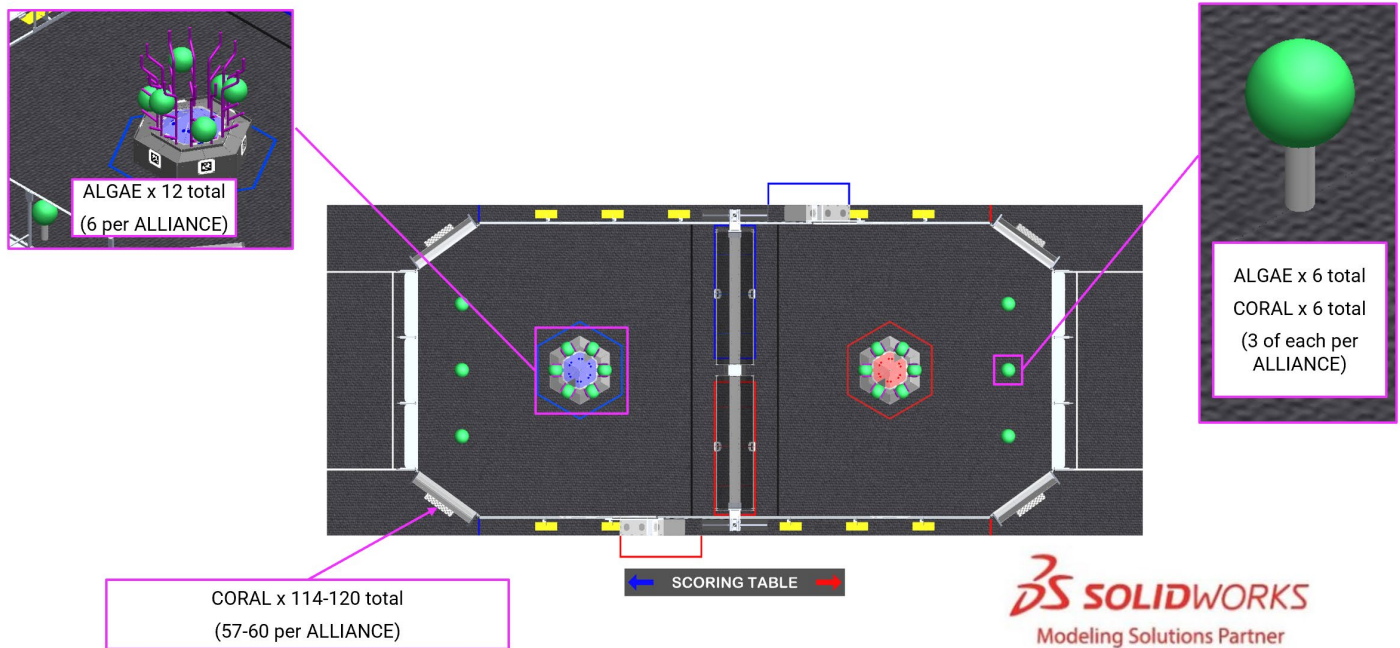 ALGAE x 12 total
(6 per ALLIANCE)
ALGAE x 6 total
CORAL x 6 total
(3 of each per
ALLIANCE)
CORAL x 114-120 total
(57-60 per ALLIANCE)
SCORING TABLE
SOLIDWORKS
Modeling Solutions Partner